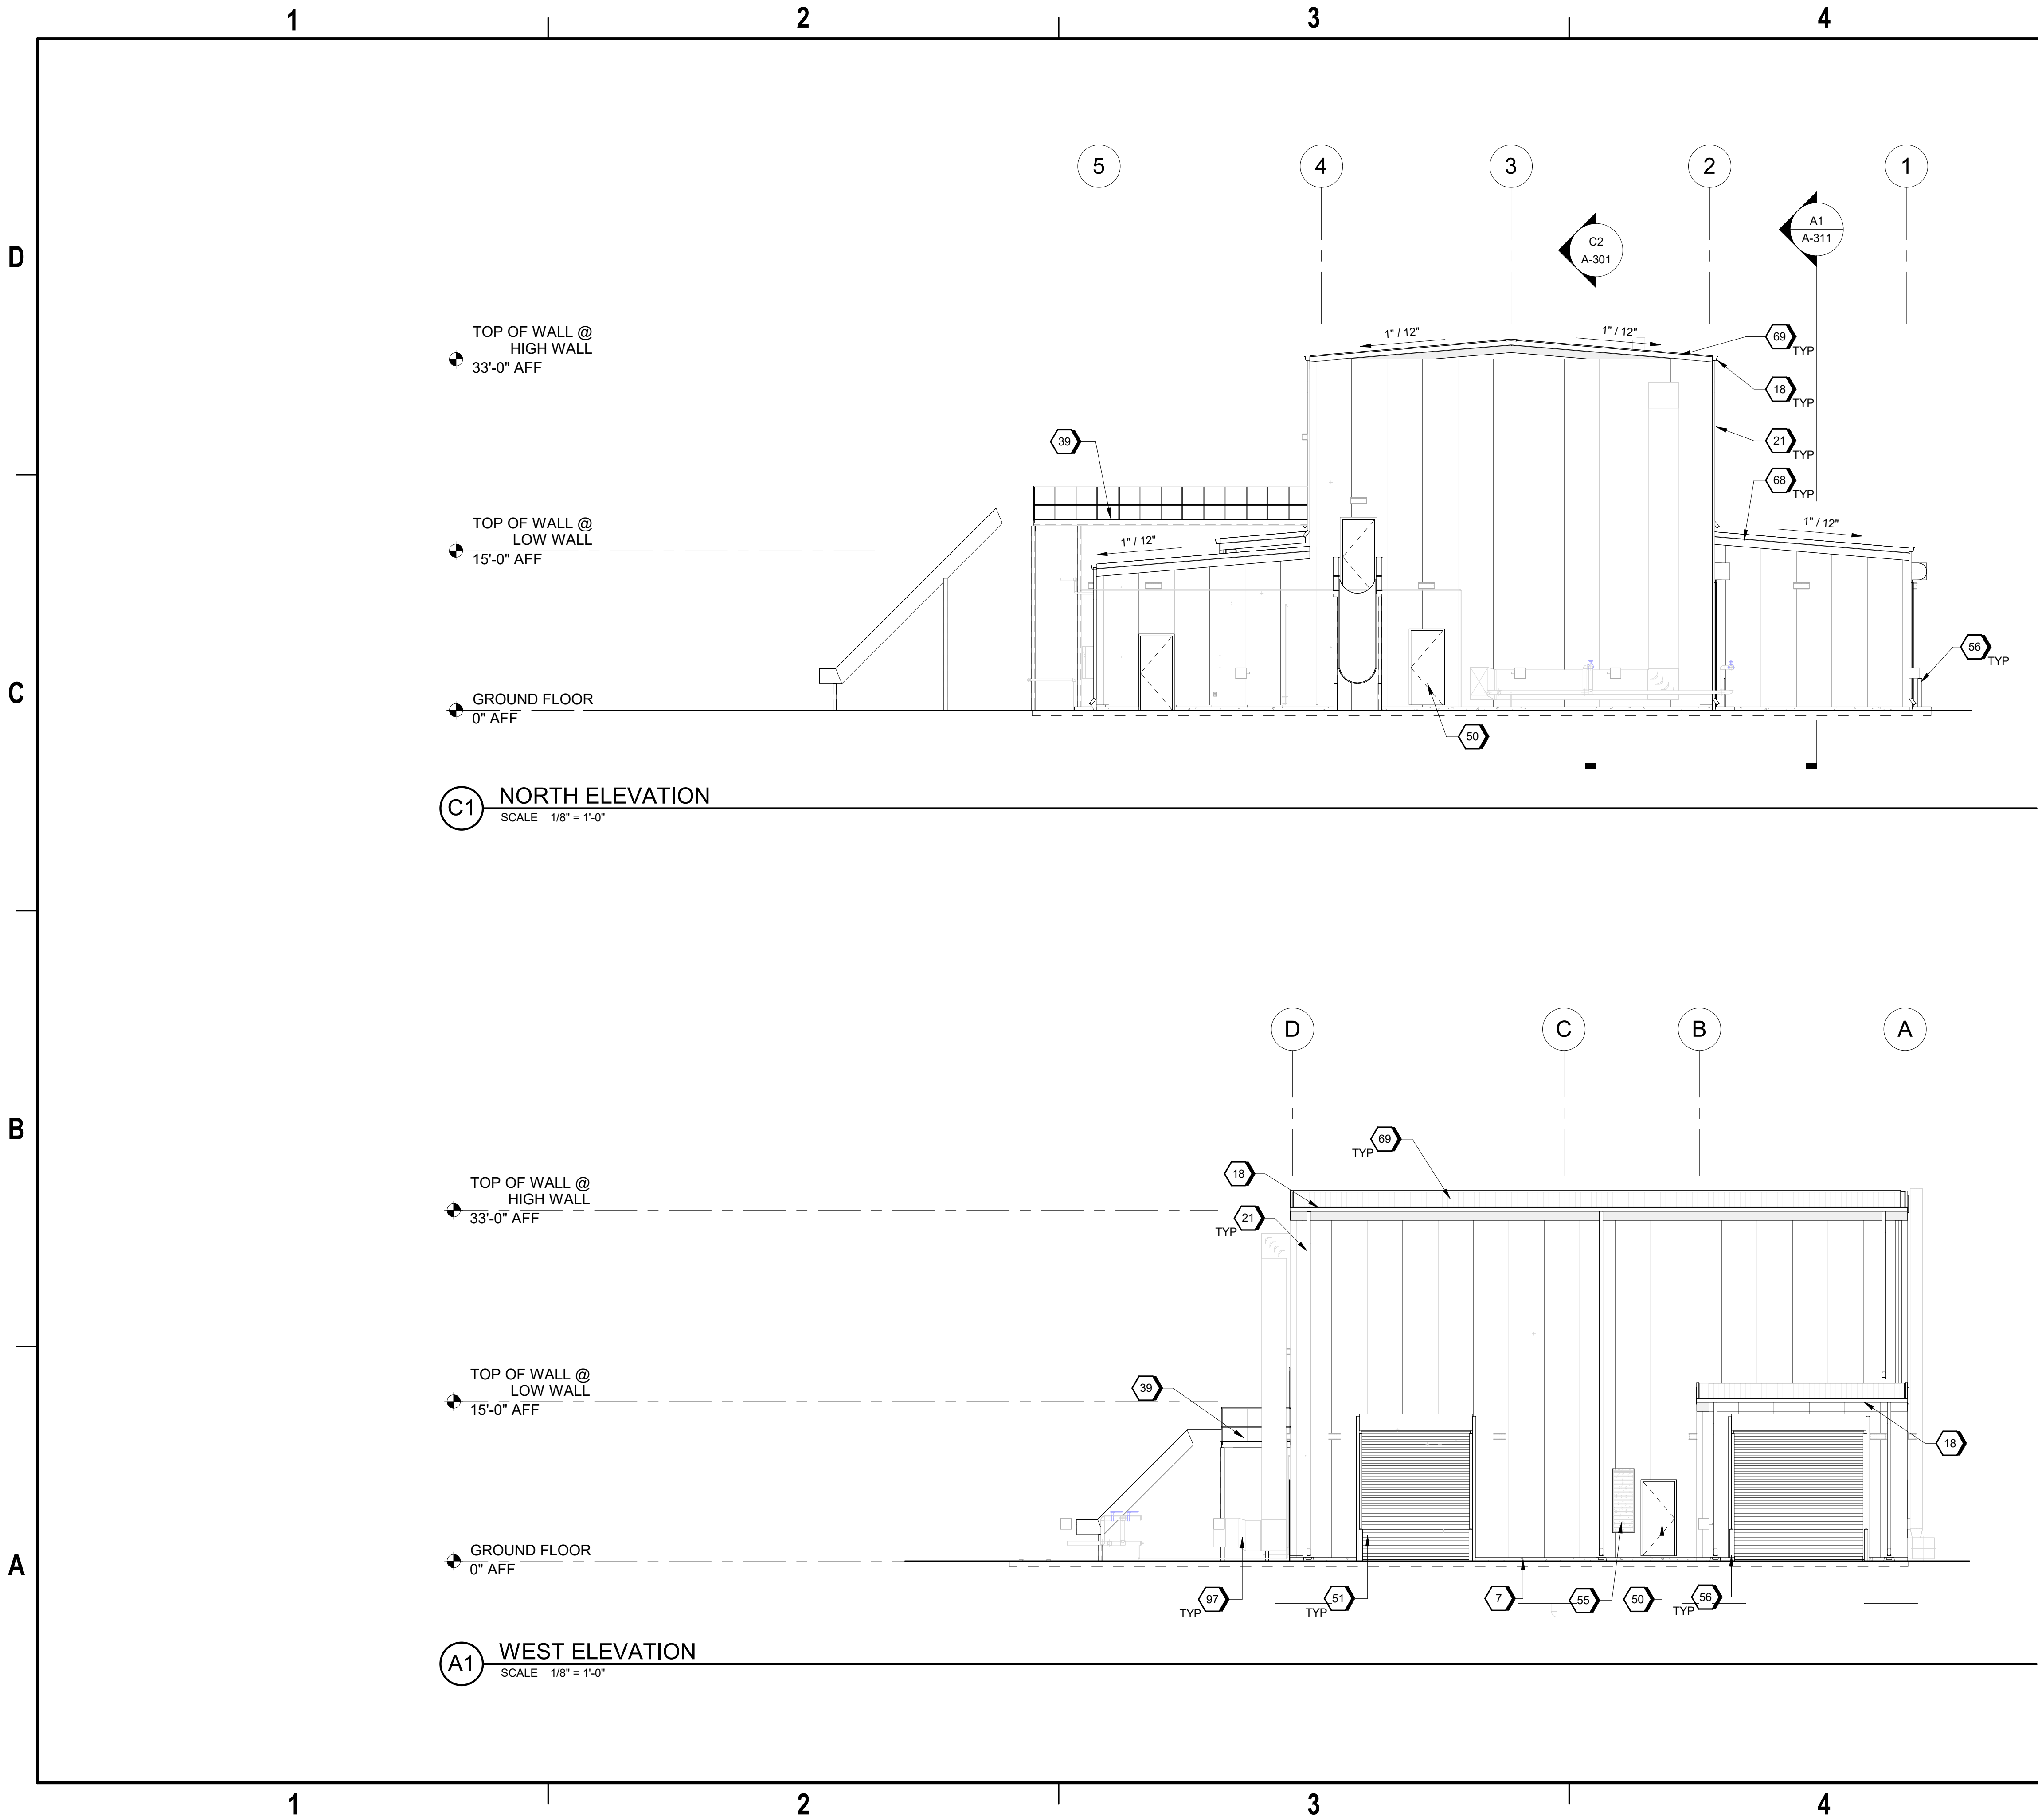 1 2 3 4
5 4 3 2 1
A1
A-311
C2
A-301
D
TOP OF WALL @
HIGH WALL
33'-0" AFF
1" / 12" 1" / 12"
69
TYP
18
TYP
39
21
TYP
68
TYP
TOP OF WALL @
LOW WALL
15'-0" AFF
1" / 12"
1" / 12"
56
TYP
C
GROUND FLOOR
0" AFF
50
C1 NORTH ELEVATION
SCALE 1/8" = 1'-0"
D C B A
B
69
TYP
18
TOP OF WALL @
HIGH WALL
33'-0" AFF
21
TYP
TOP OF WALL @
LOW WALL
15'-0" AFF
39
18
A
GROUND FLOOR
0" AFF
97
TYP
51
TYP
7
55
50
56
TYP
A1 WEST ELEVATION
SCALE 1/8" = 1'-0"
1 2 3 4